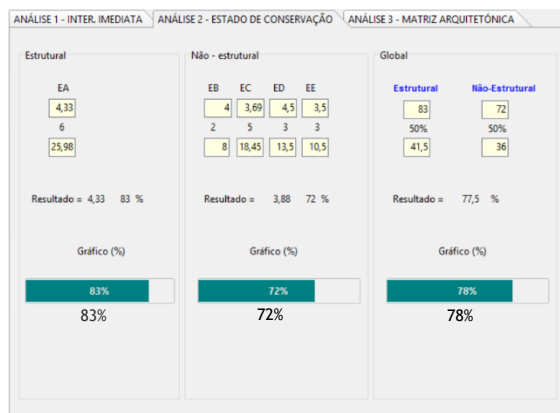 ANÁLISE 1 - INTER. IMEDIATA ANÁLISE 2 - ESTADO DE CONSERVAÇÃO ANÁLISE 3 - MATRIZ ARQUITETÓNICA
Estrutural
EA
4,33
6
25,98
Resultado = 4,33 83 %
Gráfico (%)
83%
83%
Não - estrutural
EB EC ED EE
4 3,69 4,5 3,5
2 5 3 3
8 18,45 13,5 10,5
Resultado = 3,88 72 %
Gráfico (%)
72%
72%
Global
Estrutural Não-Estrutural
83 72
50% 50%
41,5 36
Resultado = 77,5 %
Gráfico (%)
78%
78%